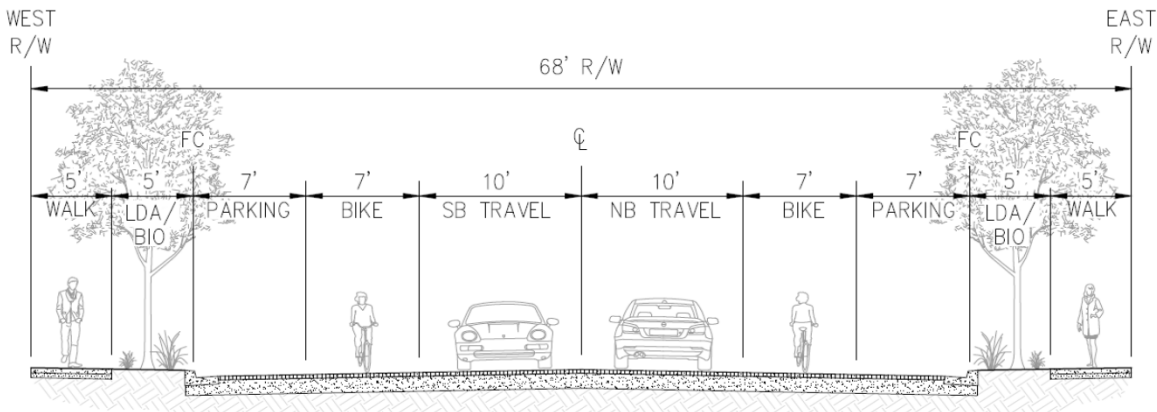 WEST
R/W
EAST
R/W
68' R/W
FC
℄
FC
5'
5'
7'
7'
10'
10'
7'
7'
5'
5'
WALK
LDA/
BIO
PARKING
BIKE
SB TRAVEL
NB TRAVEL
BIKE
PARKING
LDA/
BIO
WALK